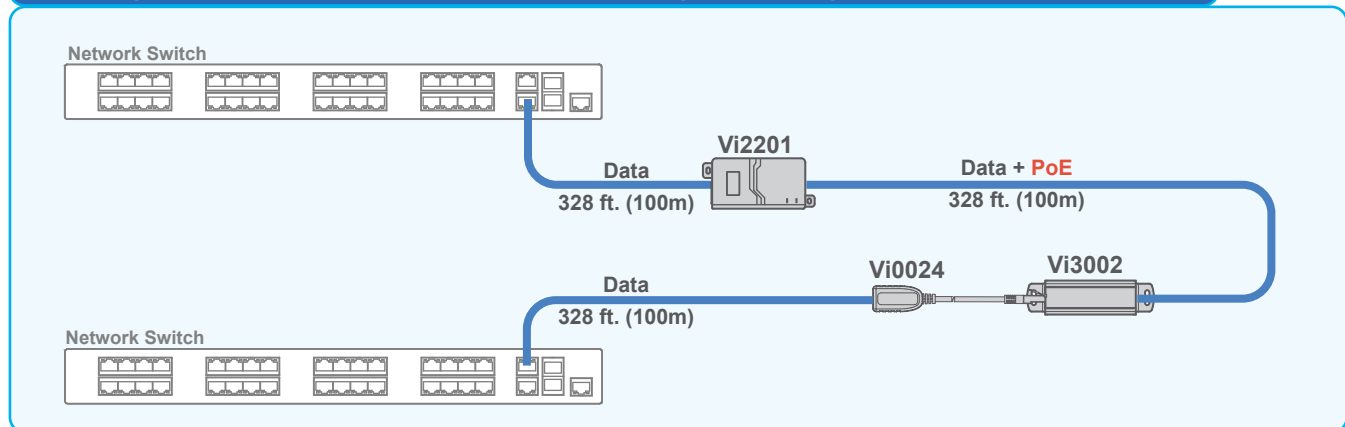 Network Switch
Vi2201
Data
Data + PoE
328 ft. (100m)
328 ft. (100m)
Vi0024
Vi3002
Data
328 ft. (100m)
Network Switch